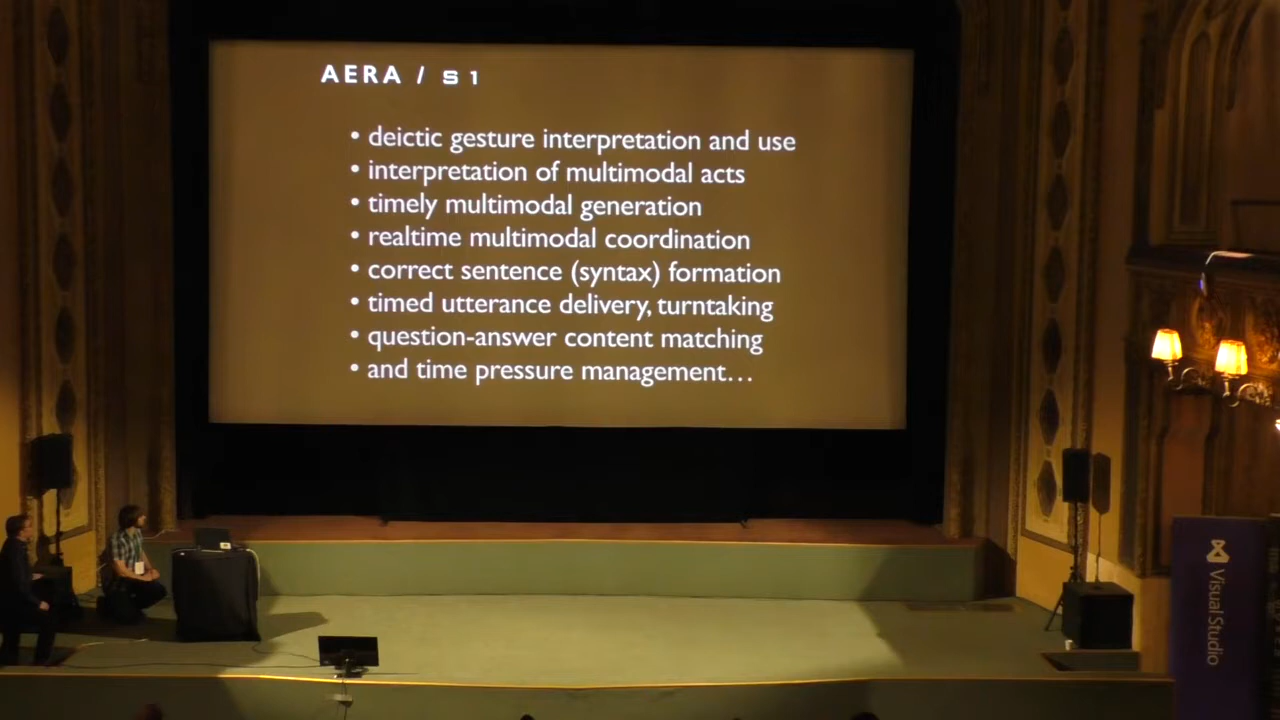 AERA / S1
• deictic gesture interpretation and use
• interpretation of multimodal acts
• timely multimodal generation
• realtime multimodal coordination
• correct sentence (syntax) formation
• timed utterance delivery, turntaking
• question-answer content matching
• and time pressure management…
Visual Studio